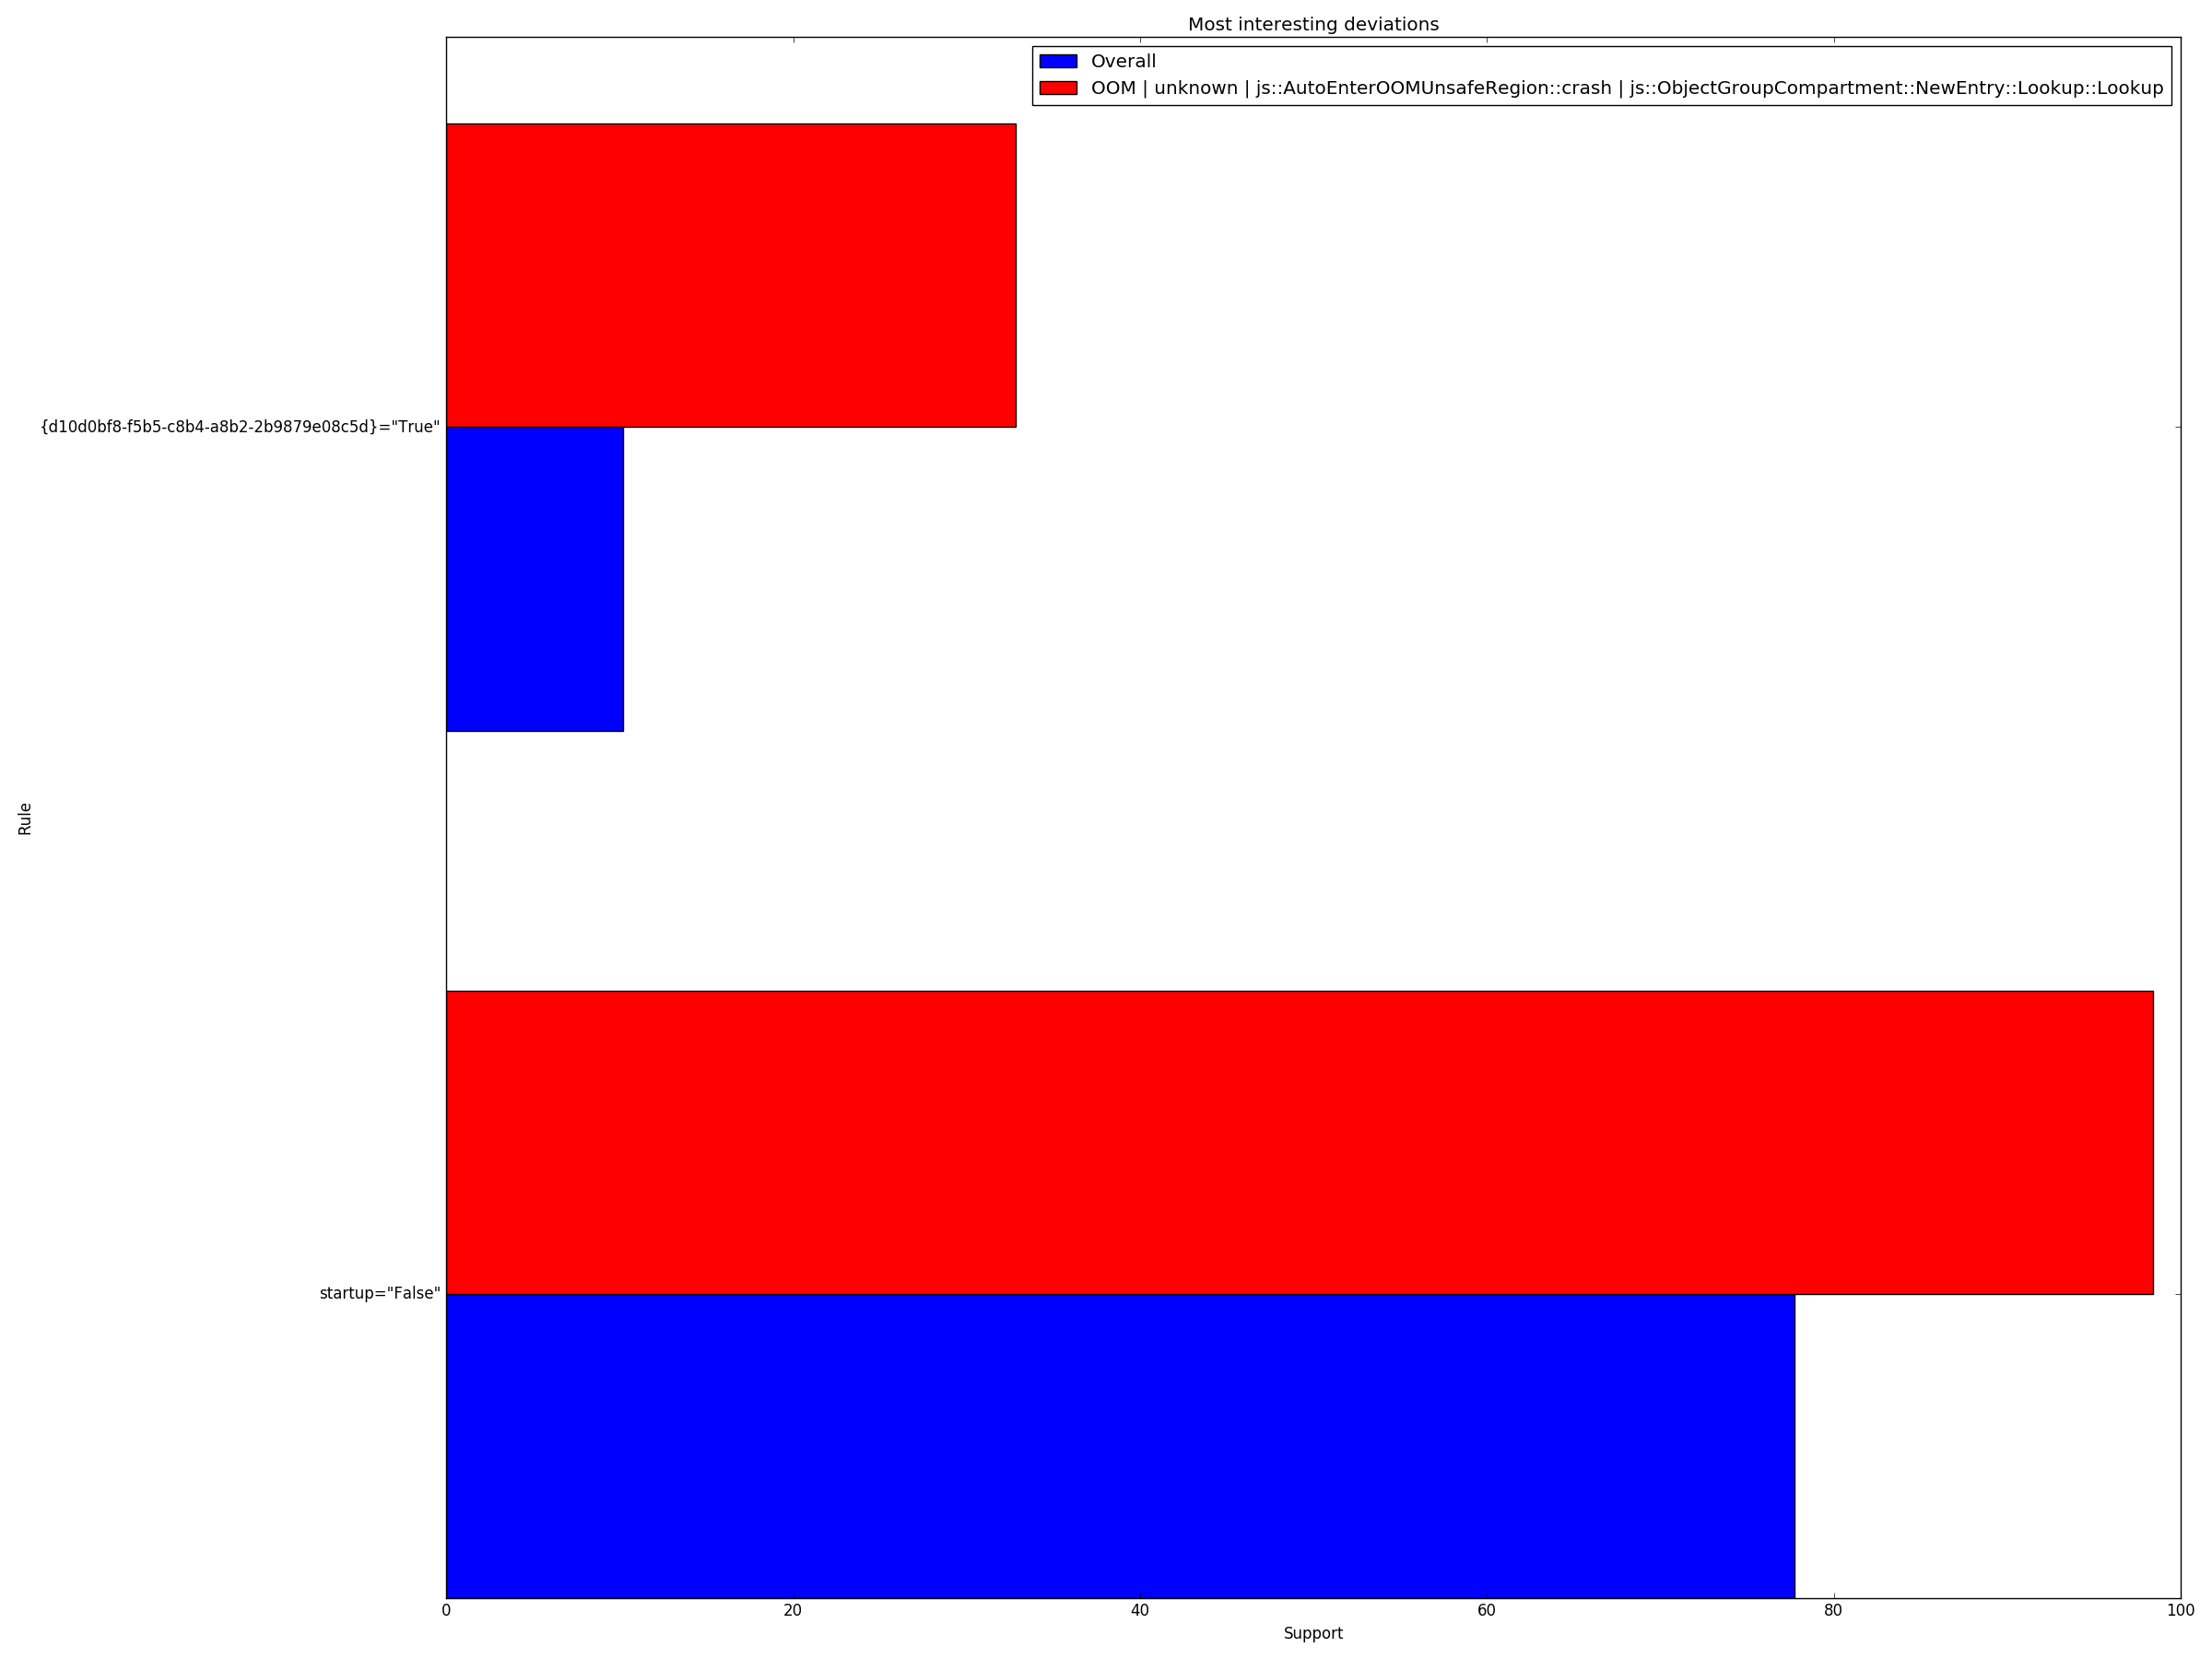 Most interesting deviations
Overall
OOM | unknown | js::AutoEnterOOMUnsafeRegion::crash | js::ObjectGroupCompartment::NewEntry::Lookup::Lookup
{d10d0bf8-f5b5-c8b4-a8b2-2b9879e08c5d}="True"
Rule
startup="False"
0 20 40 60 80 100
Support